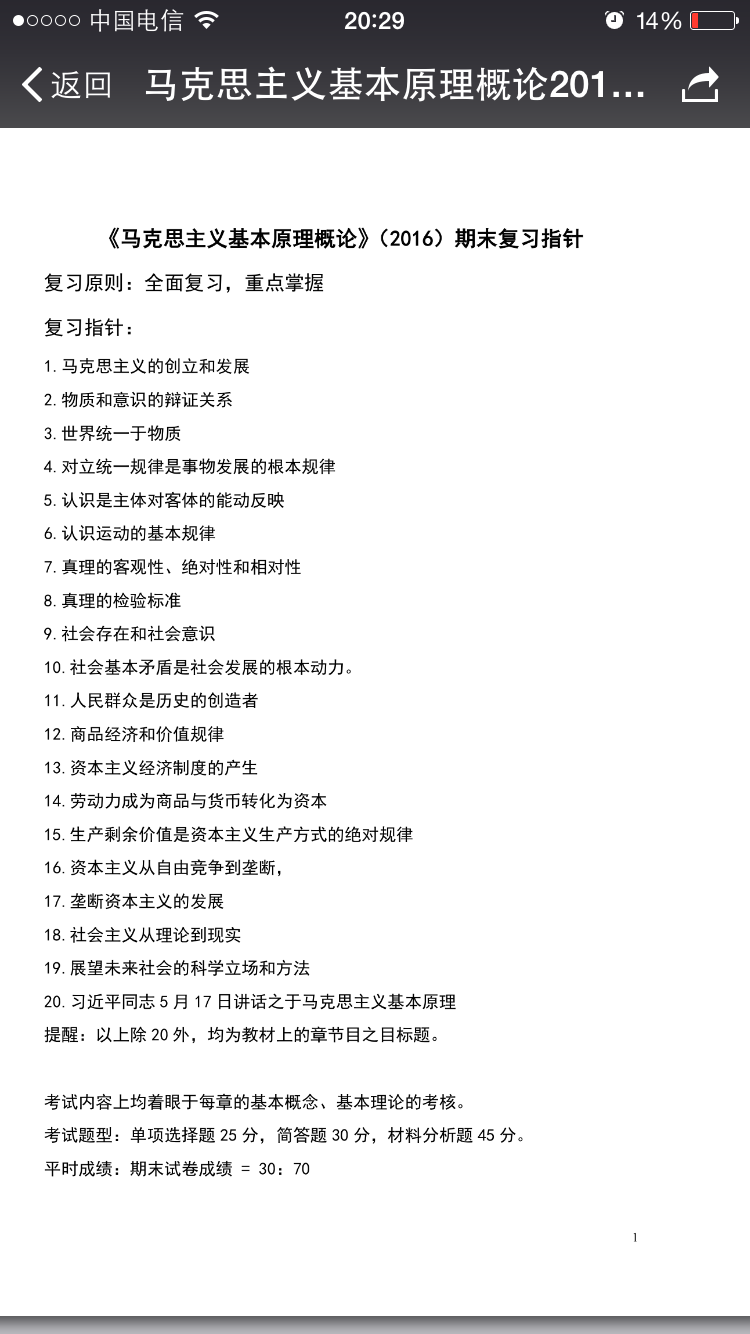 中国电信 20:29 14%
返回 马克思主义基本原理概论201...
《马克思主义基本原理概论》（2016）期末复习指针
复习原则：全面复习，重点掌握
复习指针：
1.马克思主义的创立和发展
2.物质和意识的辩证关系
3.世界统一于物质
4.对立统一规律是事物发展的根本规律
5.认识是主体对客体的能动反映
6.认识运动的基本规律
7.真理的客观性、绝对性和相对性
8.真理的检验标准
9.社会存在和社会意识
10.社会基本矛盾是社会发展的根本动力。
11.人民群众是历史的创造者
12.商品经济和价值规律
13.资本主义经济制度的产生
14.劳动力成为商品与货币转化为资本
15.生产剩余价值是资本主义生产方式的绝对规律
16.资本主义从自由竞争到垄断，
17.垄断资本主义的发展
18.社会主义从理论到现实
19.展望未来社会的科学立场和方法
20.习近平同志 5 月 17 日讲话之于马克思主义基本原理
提醒：以上除 20 外，均为教材上的章节目之目标题。
考试内容上均着眼于每章的基本概念、基本理论的考核。
考试题型：单项选择题 25 分，简答题 30 分，材料分析题 45 分。
平时成绩：期末试卷成绩 = 30：70
1